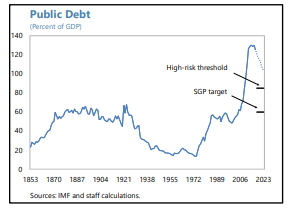 Public Debt
(Percent of GDP)
140
120
100
80
60
40
20
0
High-risk threshold
SGP target
1853 1870 1887 1904 1921 1938 1955 1972 1989 2006 2023
Sources: IMF and staff calculations.